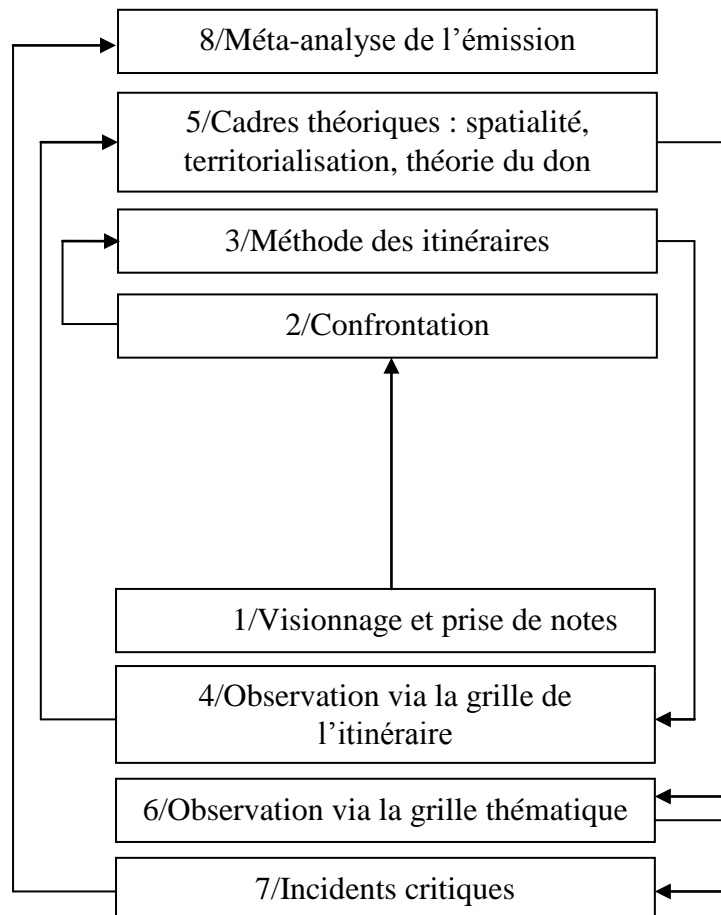 8/Méta-analyse de l’émission
5/Cadres théoriques : spatialité,
territorialisation, théorie du don
3/Méthode des itinéraires
2/Confrontation
1/Visionnage et prise de notes
4/Observation via la grille de
l’itinéraire
6/Observation via la grille thématique
7/Incidents critiques